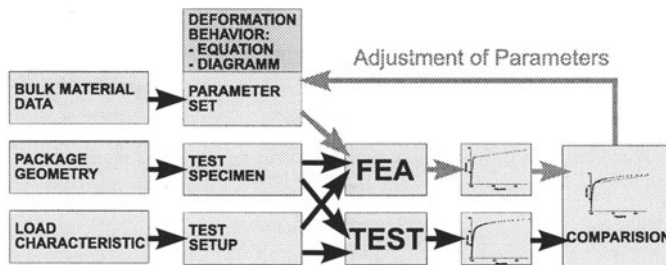 DEFORMATION
BEHAVIOR:
- EQUATION
- DIAGRAMM
Adjustment of Parameters
BULK MATERIAL
DATA
PARAMETER
SET
PACKAGE
GEOMETRY
TEST
SPECIMEN
FEA
LOAD
CHARACTERISTIC
TEST
SETUP
TEST
COMPARISION